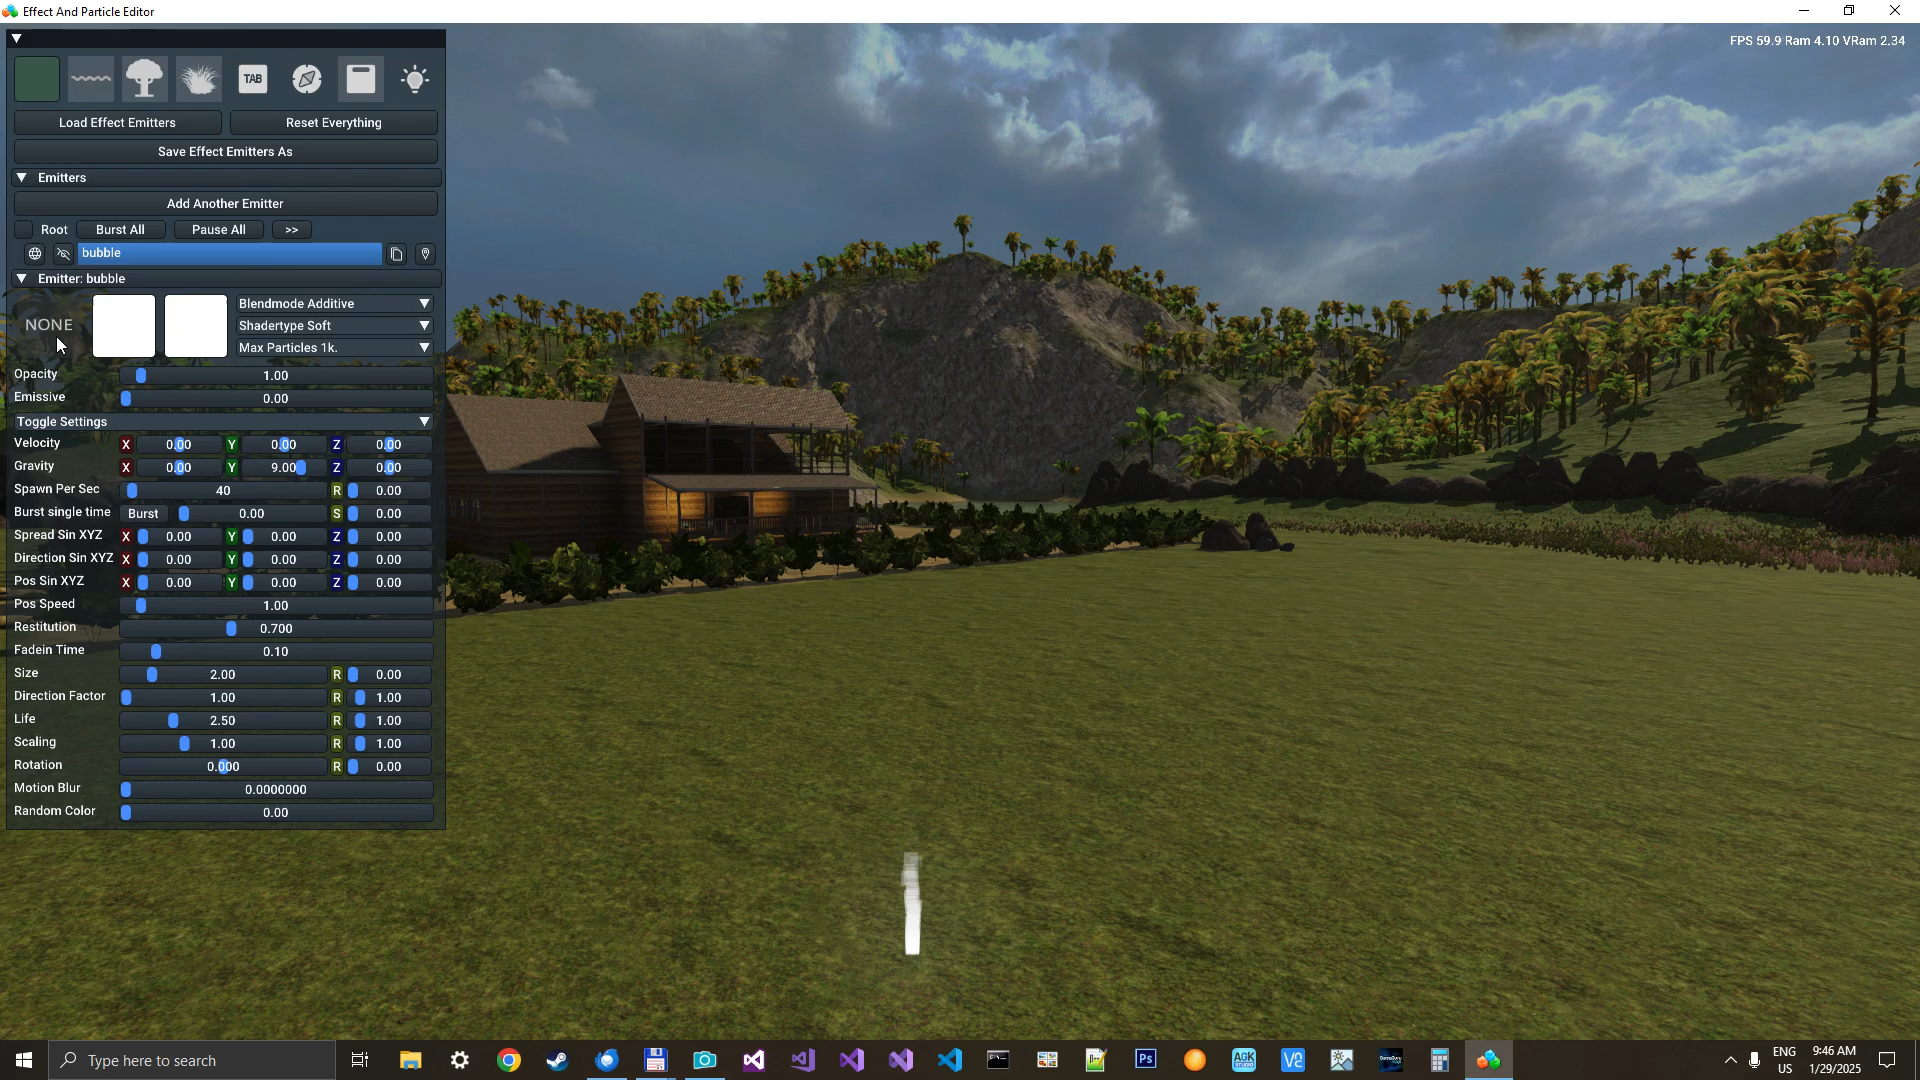 Effect And Particle Editor
FPS 59.9 Ram 4.10 VRam 2.34
TAB
Load Effect Emitters Reset Everything
Save Effect Emitters As
Emitters
Add Another Emitter
Root Burst All Pause All >>
bubble
Emitter: bubble
NONE
Blendmode Additive
Shadertype Soft
Max Particles 1k.
Opacity 1.00
Emissive 0.00
Toggle Settings
Velocity X 0.00 Y 0.00 Z 0.00
Gravity X 0.00 Y 9.00 Z 0.00
Spawn Per Sec 40 R 0.00
Burst single time Burst 0.00 S 0.00
Spread Sin XYZ X 0.00 Y 0.00 Z 0.00
Direction Sin XYZ X 0.00 Y 0.00 Z 0.00
Pos Sin XYZ X 0.00 Y 0.00 Z 0.00
Pos Speed 1.00
Restitution 0.700
Fadein Time 0.10
Size 2.00 R 0.00
Direction Factor 1.00 R 1.00
Life 2.50 R 1.00
Scaling 1.00 R 1.00
Rotation 0.000 R 0.00
Motion Blur 0.0000000
Random Color 0.00
Type here to search
Ps
AGK
STUDIO
ENG
US
9:46 AM
1/29/2025